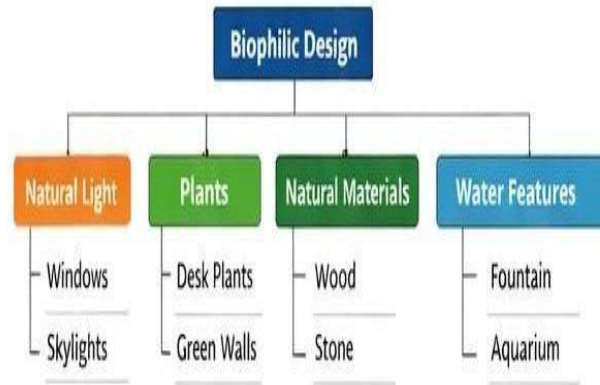 Biophilic Design
Natural Light
Plants
Natural Materials
Water Features
Windows
Desk Plants
Wood
Fountain
Skylights
Green Walls
Stone
Aquarium